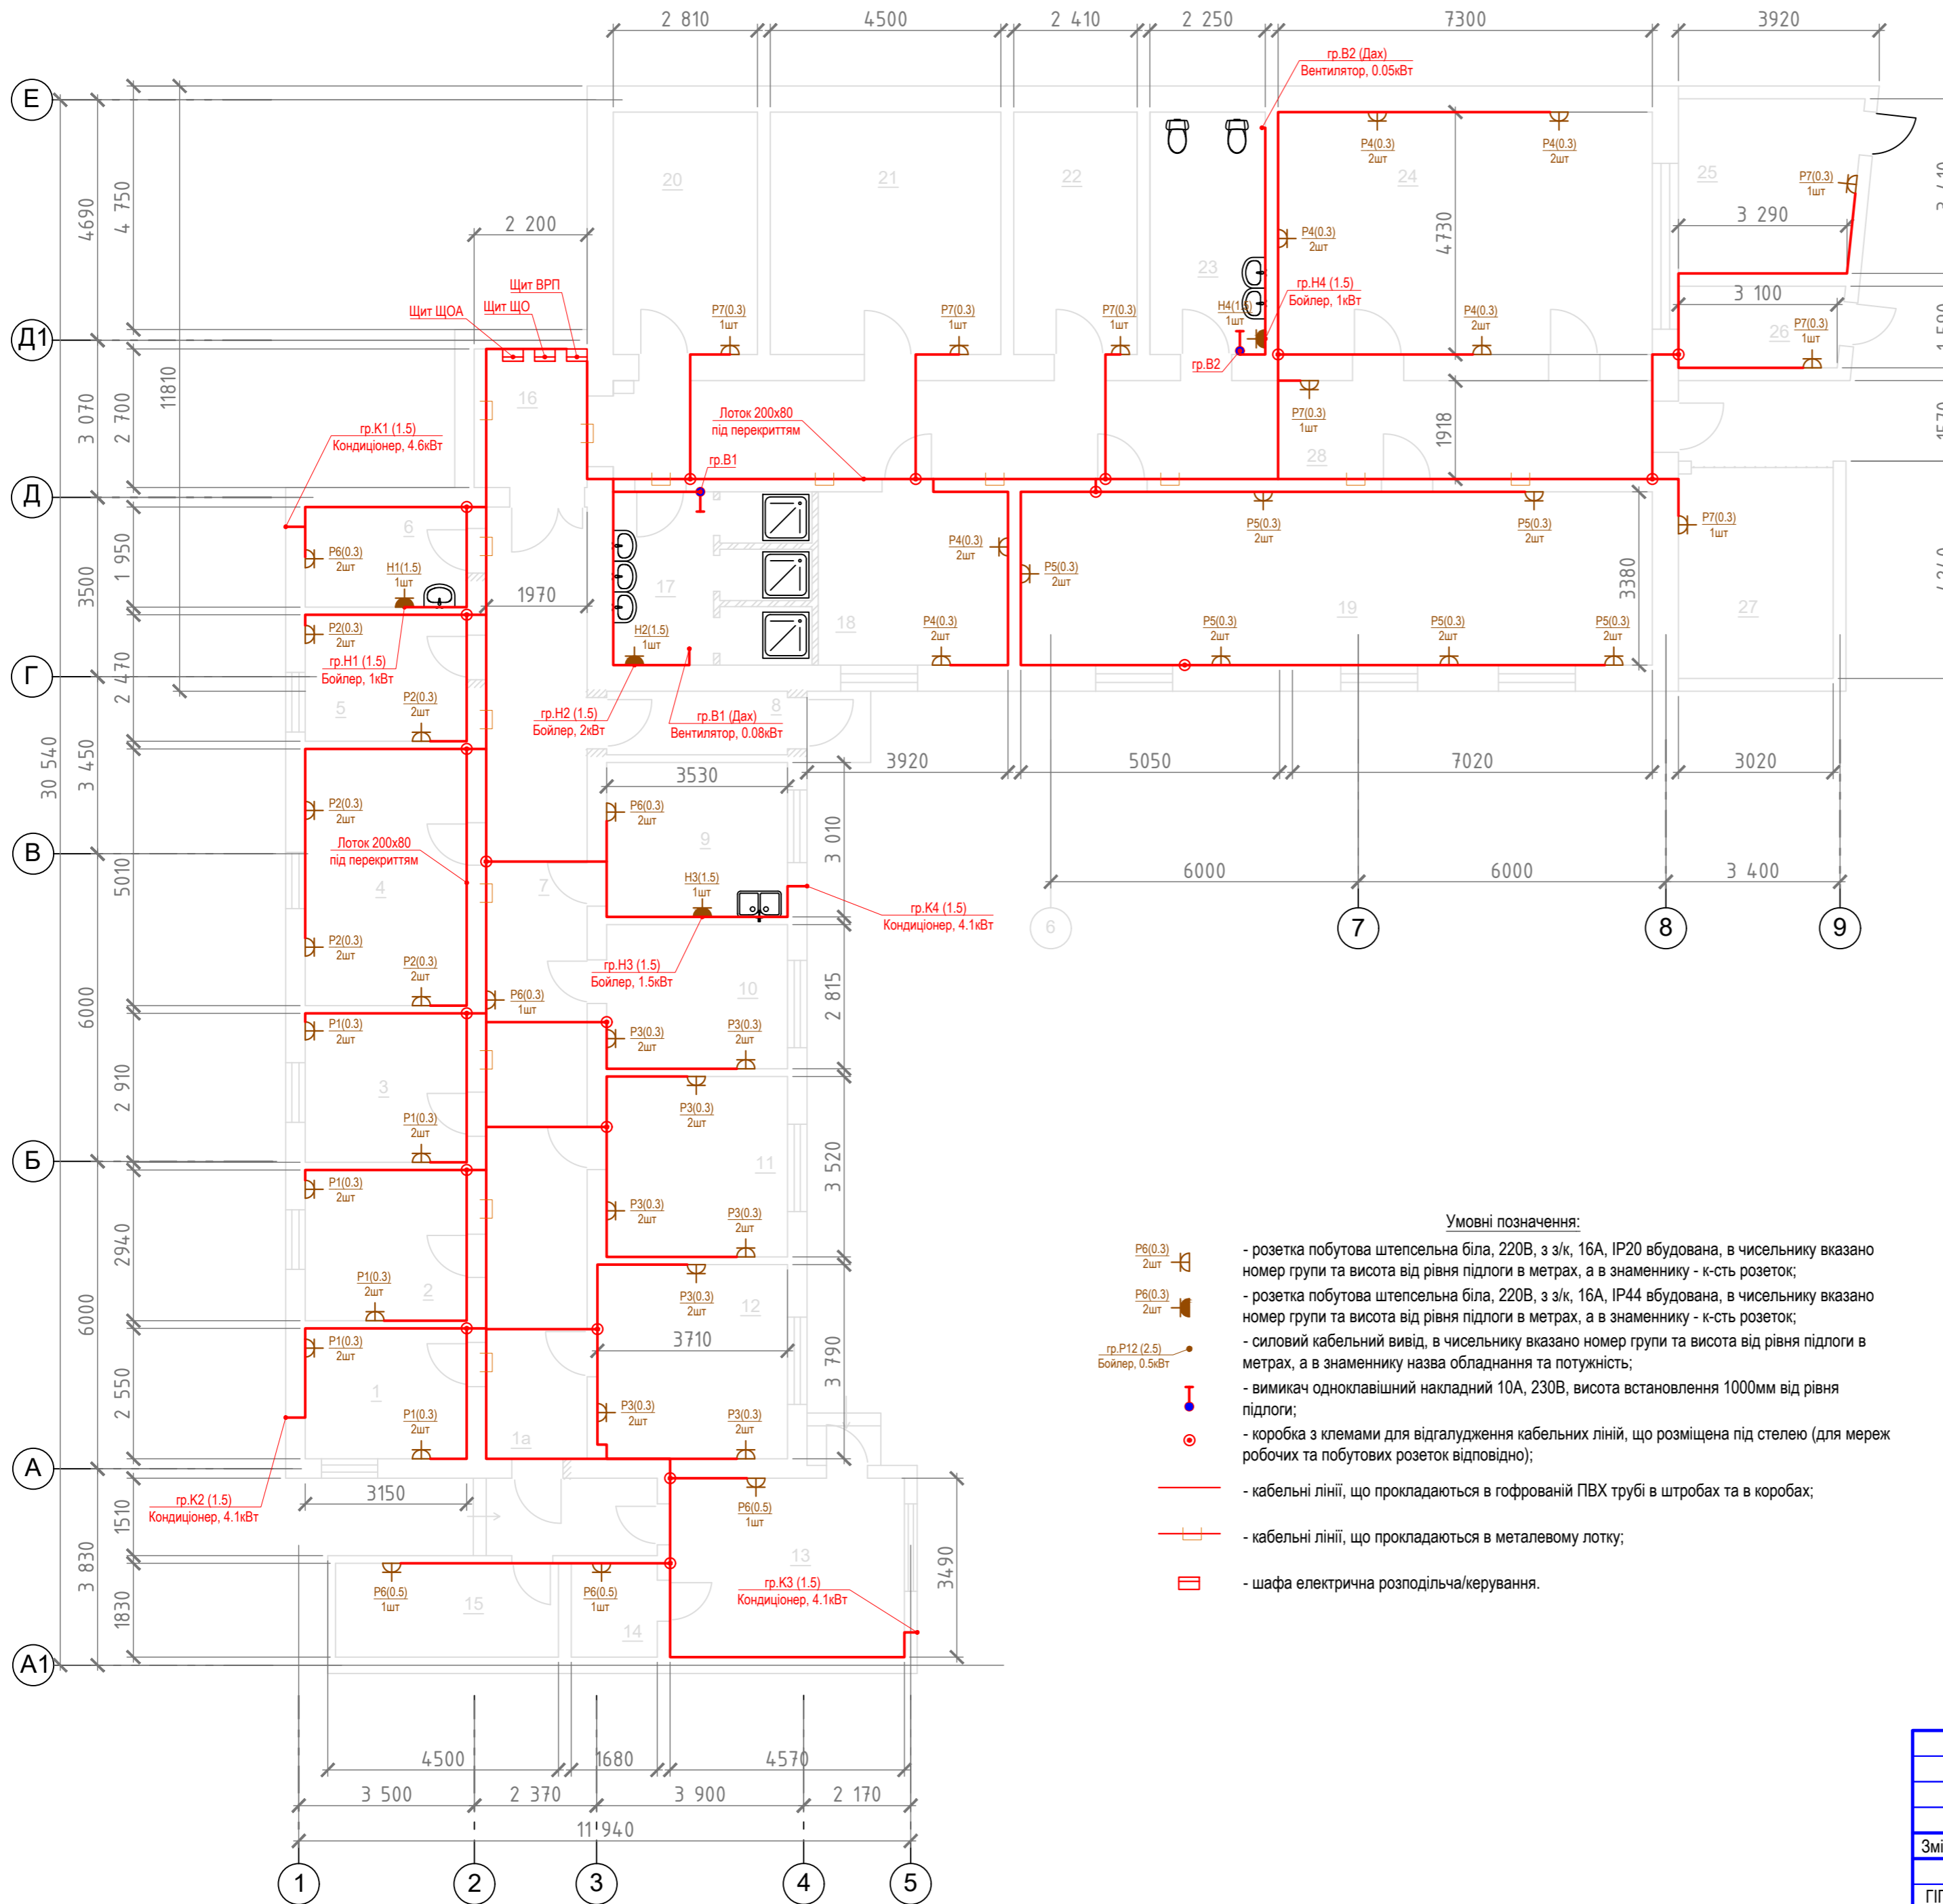 2 810
4500
2 410
2 250
7300
3920
гр.В2 (Дах)
Вентилятор, 0.05кВт
Е
Д1
Д
Г
В
Б
А
А1
4690
4 750
11810
3 070
2 700
3500
1 950
2 470
30 540
3 450
5010
6000
2 910
2940
6000
2 550
1510
3 830
1830
20
21
22
23
24
25
26
27
28
P4(0.3)
2шт
P4(0.3)
2шт
P7(0.3)
1шт
3 290
2 200
4730
P4(0.3)
2шт
Щит ВРП
Щит ЩО
Щит ЩОА
гр.Н4 (1.5)
Бойлер, 1кВт
3 100
P7(0.3)
1шт
P7(0.3)
1шт
P7(0.3)
1шт
H4(1.5)
1шт
P4(0.3)
2шт
P7(0.3)
1шт
гр.В2
16
P7(0.3)
1шт
1918
1570
Лоток 200х80
під перекриттям
гр.К1 (1.5)
Кондиціонер, 4.6кВт
гр.В1
6
P6(0.3)
2шт
H1(1.5)
1шт
1970
17
P4(0.3)
2шт
P5(0.3)
2шт
P5(0.3)
2шт
P5(0.3)
2шт
P7(0.3)
1шт
3380
19
18
P2(0.3)
2шт
H2(1.5)
1шт
P4(0.3)
2шт
P5(0.3)
2шт
P5(0.3)
2шт
P5(0.3)
2шт
гр.Н1 (1.5)
Бойлер, 1кВт
5
P2(0.3)
2шт
8
гр.Н2 (1.5)
Бойлер, 2кВт
гр.В1 (Дах)
Вентилятор, 0.08кВт
3920
5050
7020
3020
3530
P2(0.3)
2шт
P6(0.3)
2шт
9
3 010
Лоток 200х80
під перекриттям
4
7
H3(1.5)
1шт
6000
6000
3 400
6
7
8
9
гр.К4 (1.5)
Кондиціонер, 4.1кВт
P2(0.3)
2шт
P2(0.3)
2шт
гр.Н3 (1.5)
Бойлер, 1.5кВт
10
2 815
P6(0.3)
1шт
P1(0.3)
2шт
P3(0.3)
2шт
P3(0.3)
2шт
3
P1(0.3)
2шт
P3(0.3)
2шт
11
3 520
P1(0.3)
2шт
P3(0.3)
2шт
P3(0.3)
2шт
P1(0.3)
2шт
2
P3(0.3)
2шт
12
P1(0.3)
2шт
3710
3 790
1
P1(0.3)
2шт
P3(0.3)
2шт
P3(0.3)
2шт
1а
гр.К2 (1.5)
Кондиціонер, 4.1кВт
3150
P6(0.5)
1шт
13
3490
P6(0.5)
1шт
15
P6(0.5)
1шт
14
гр.К3 (1.5)
Кондиціонер, 4.1кВт
Умовні позначення:
P6(0.3)
2шт
- розетка побутова штепсельна біла, 220В, з з/к, 16А, IP20 вбудована, в чисельнику вказано
номер групи та висота від рівня підлоги в метрах, а в знаменнику - к-сть розеток;
P6(0.3)
2шт
- розетка побутова штепсельна біла, 220В, з з/к, 16А, IP44 вбудована, в чисельнику вказано
номер групи та висота від рівня підлоги в метрах, а в знаменнику - к-сть розеток;
гр.Р12 (2.5)
Бойлер, 0.5кВт
- силовий кабельний вивід, в чисельнику вказано номер групи та висота від рівня підлоги в
метрах, а в знаменнику назва обладнання та потужність;
- вимикач одноклавішний накладний 10А, 230В, висота встановлення 1000мм від рівня
підлоги;
- коробка з клемами для відгалудження кабельних ліній, що розміщена під стелею (для мереж
робочих та побутових розеток відповідно);
- кабельні лінії, що прокладаються в гофрованій ПВХ трубі в штробах та в коробах;
- кабельні лінії, що прокладаються в металевому лотку;
- шафа електрична розподільча/керування.
4500
1680
4570
3 500
2 370
3 900
2 170
11 940
1
2
3
4
5
Змі
ГІП